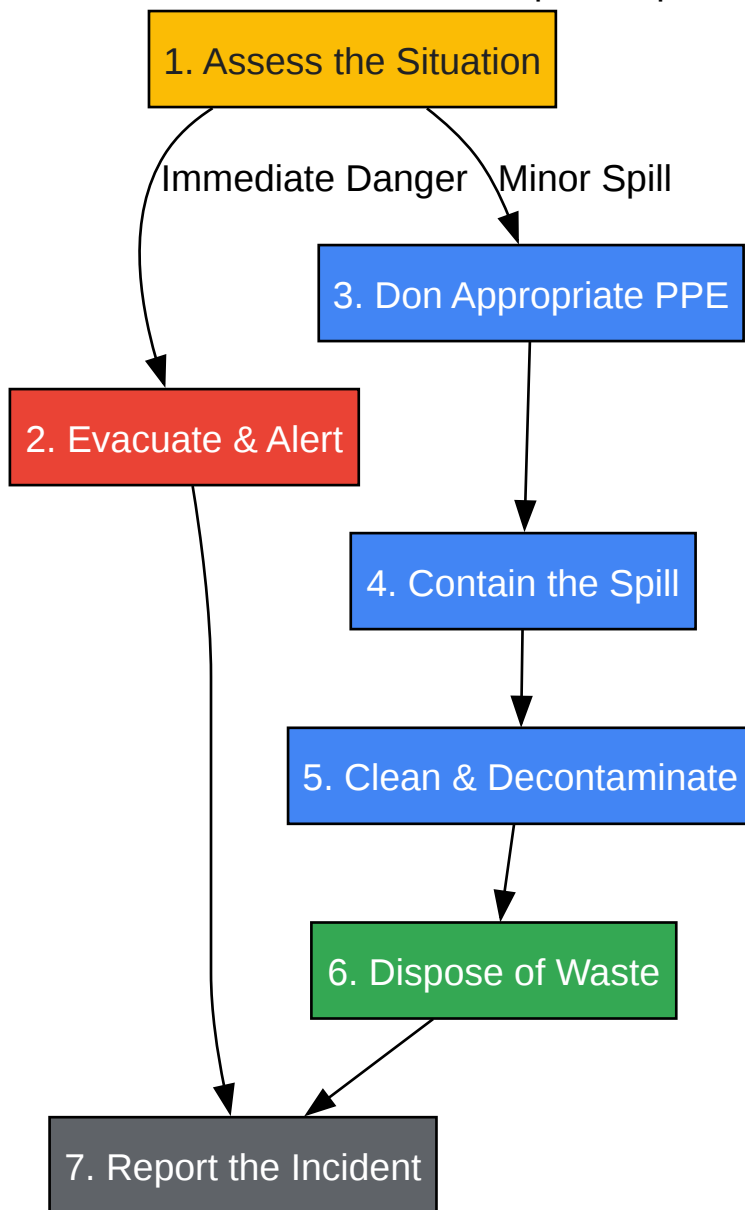 1. Assess the Situation
Immediate Danger
Minor Spill
3. Don Appropriate PPE
2. Evacuate & Alert
4. Contain the Spill
5. Clean & Decontaminate
6. Dispose of Waste
7. Report the Incident